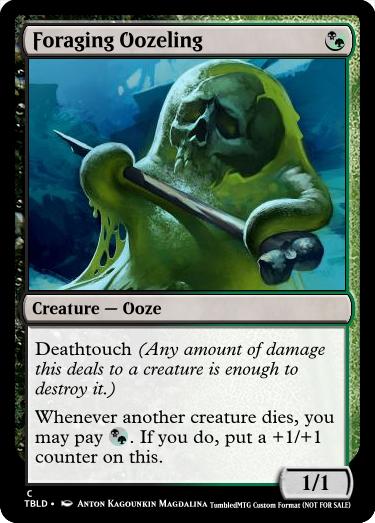 Foraging Oozeling
Creature — Ooze
Deathtouch (Any amount of damage
this deals to a creature is enough to
destroy it.)
Whenever another creature dies, you
may pay . If you do, put a +1/+1
counter on this.
1/1
C
TBLD • Anton Kagounkin Magdalina TumbledMTG Custom Format (NOT FOR SALE)